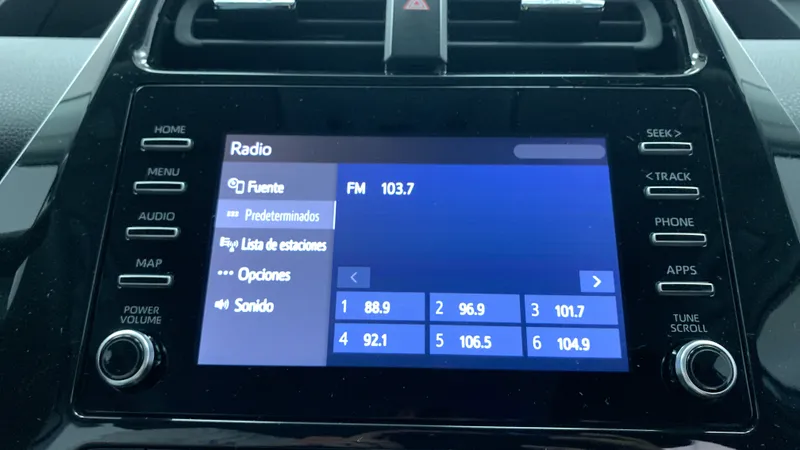 HOME
MENU
AUDIO
MAP
POWER
VOLUME
Radio
Fuente
Predeterminados
Lista de estaciones
Opciones
Sonido
FM 103.7
1 88.9 2 96.9 3 101.7
4 92.1 5 106.5 6 104.9
SEEK >
< TRACK
PHONE
APPS
TUNE
SCROLL